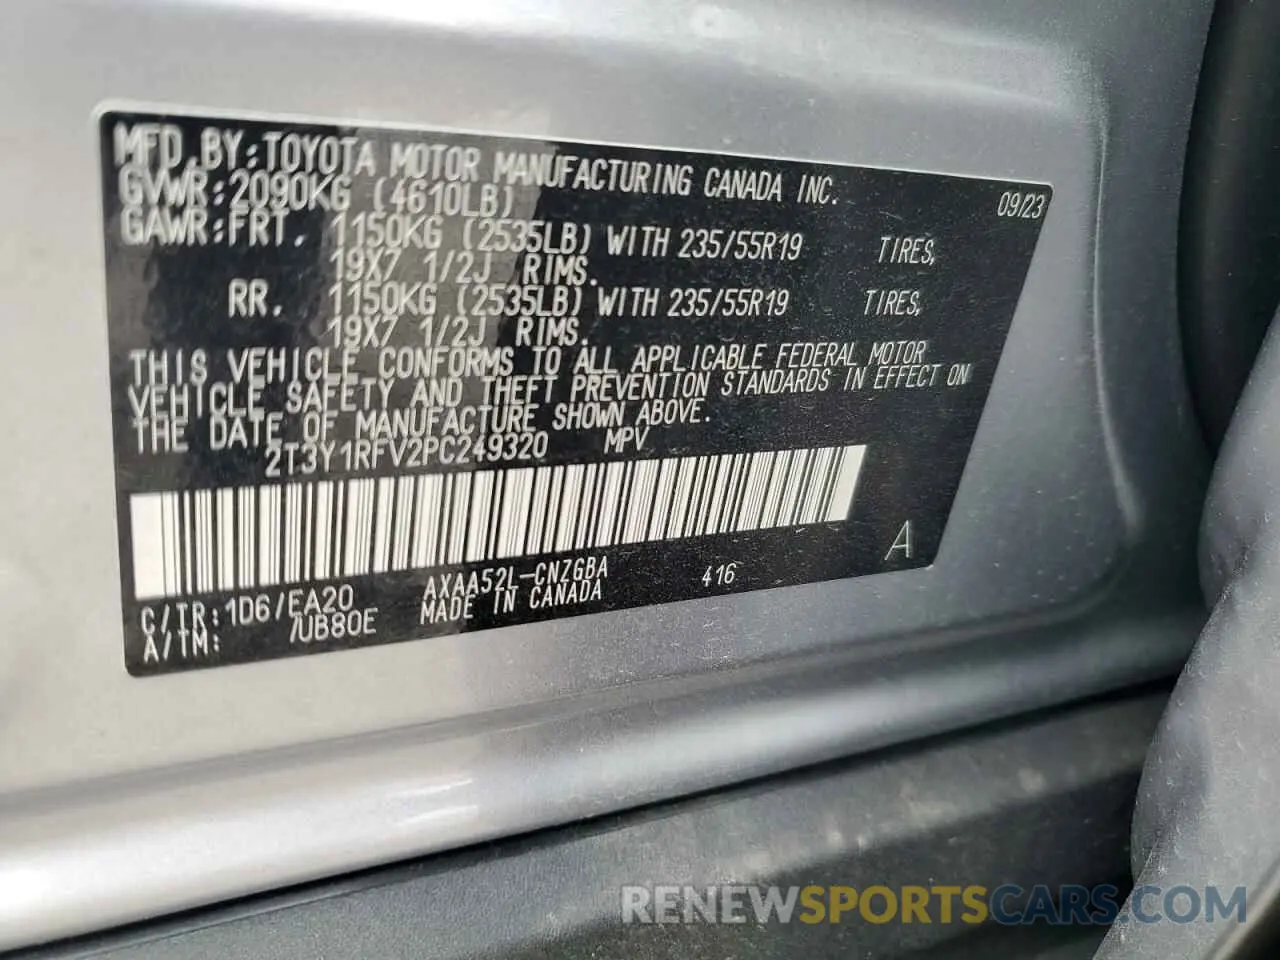 MFD.BY:TOYOTA MOTOR MANUFACTURING CANADA INC. 09/23
GVWR:2090KG (4610LB)
GAWR:FRT. 1150KG (2535LB) WITH 235/55R19 TIRES,
19X7 1/2J RIMS.
RR. 1150KG (2535LB) WITH 235/55R19 TIRES,
19X7 1/2J RIMS.
THIS VEHICLE CONFORMS TO ALL APPLICABLE FEDERAL MOTOR
VEHICLE SAFETY AND THEFT PREVENTION STANDARDS IN EFFECT ON
THE DATE OF MANUFACTURE SHOWN ABOVE.
2T3Y1RFV2PC249320 MPV
A
C/TR:1D6/EA20 AXAA52L-CNZGBA 416
A/TM: /UB80E MADE IN CANADA
RENEWSPORTSCARS.COM